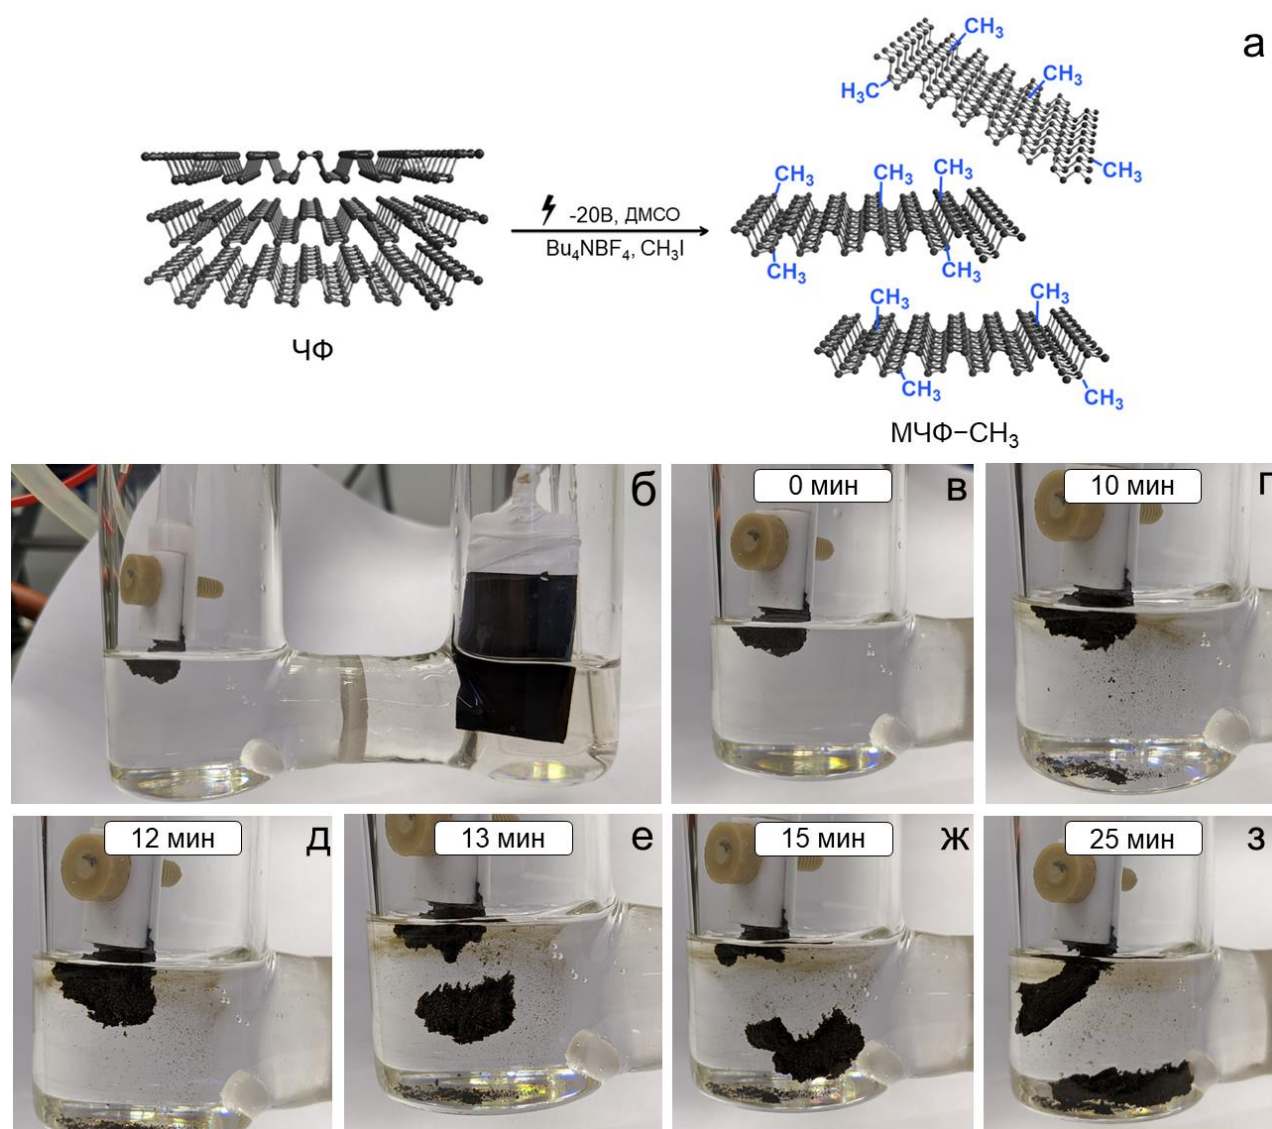 а
CH₃
H₃C
CH₃
CH₃
CH₃
CH₃
CH₃
-20В, ДМСО
Bu₄NBF₄, CH₃I
CH₃
CH₃
CH₃
CH₃
ЧФ
CH₃
CH₃
МЧФ−CH₃
б
0 мин
в
10 мин
г
12 мин
д
13 мин
е
15 мин
ж
25 мин
з